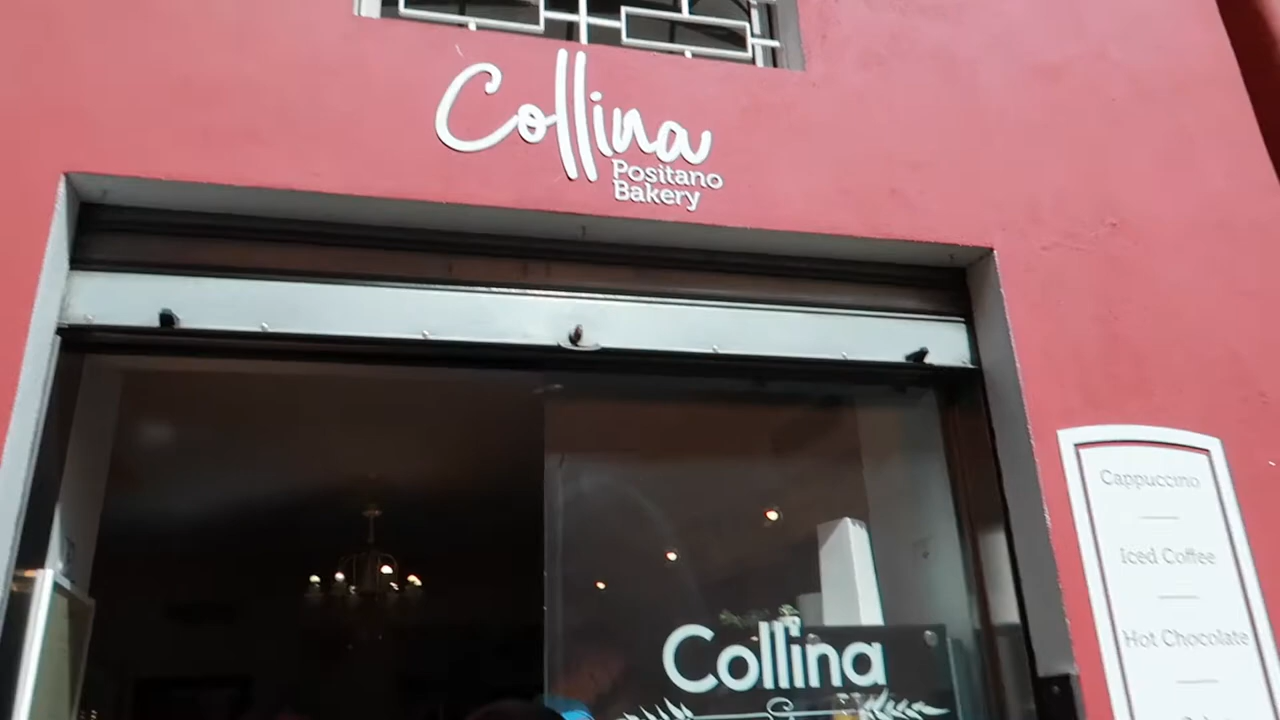 Collina
Positano
Bakery
Cappuccino
Iced Coffee
Hot Chocolate
Collina